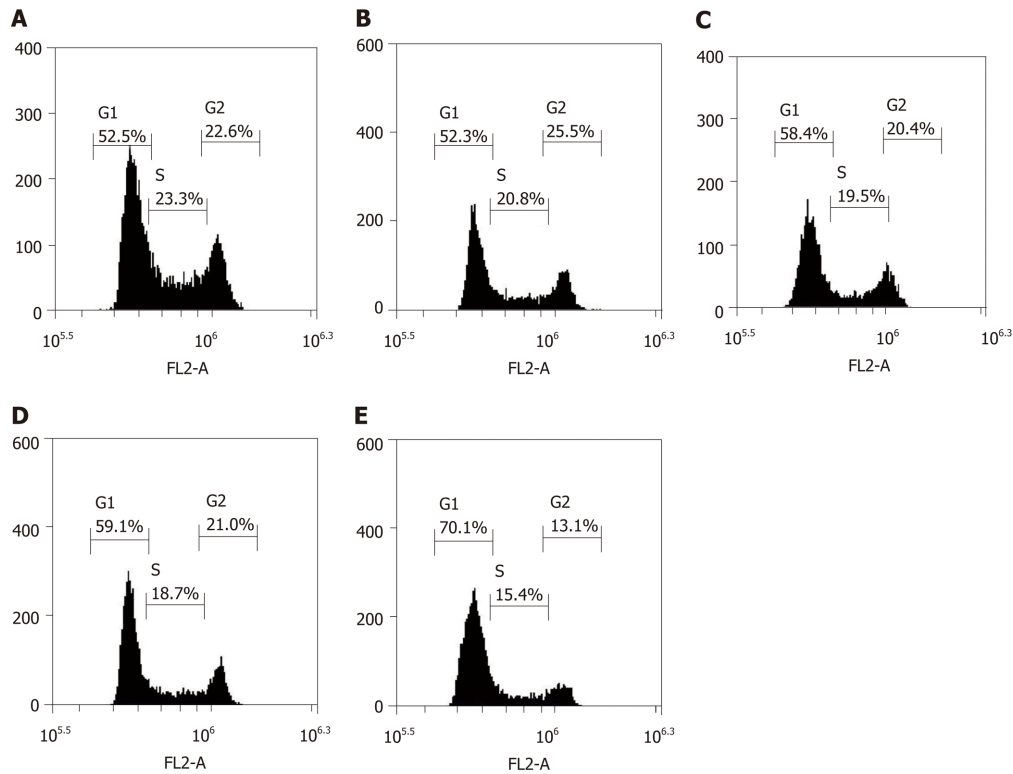 A
400
300
200
100
0
G1
52.5%
G2
22.6%
S
23.3%
10^5.5 10^6 10^6.3
FL2-A
B
600
400
200
0
G1
52.3%
G2
25.5%
S
20.8%
10^5.5 10^6 10^6.3
FL2-A
C
400
300
200
100
0
G1
58.4%
G2
20.4%
S
19.5%
10^5.5 10^6 10^6.3
FL2-A
D
600
400
200
0
G1
59.1%
G2
21.0%
S
18.7%
10^5.5 10^6 10^6.3
FL2-A
E
600
400
200
0
G1
70.1%
G2
13.1%
S
15.4%
10^5.5 10^6 10^6.3
FL2-A